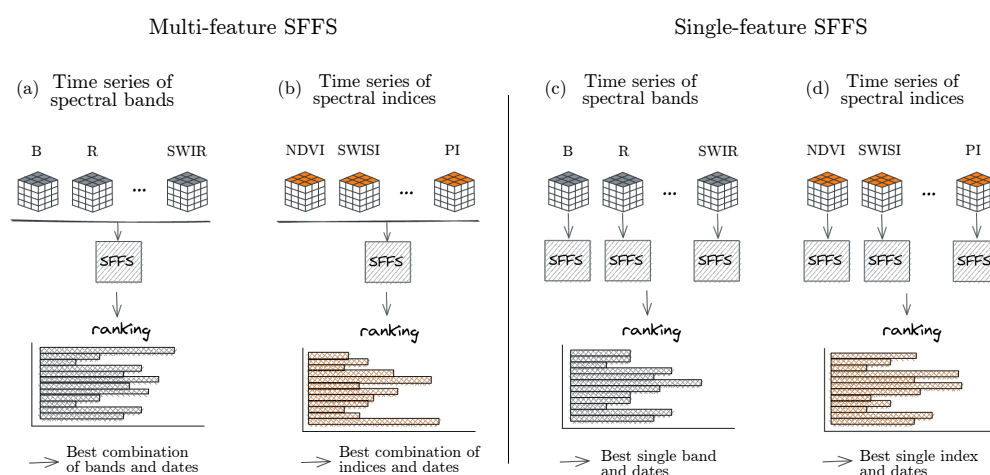 Multi-feature SFFS
Single-feature SFFS
(a) Time series of
spectral bands
B R SWIR
...
SFFS
ranking
Best combination
of bands and dates
(b) Time series of
spectral indices
NDVI SWISI PI
...
SFFS
ranking
Best combination of
indices and dates
(c) Time series of
spectral bands
B R SWIR
...
SFFS SFFS SFFS
ranking
Best single band
and dates
(d) Time series of
spectral indices
NDVI SWISI PI
...
SFFS SFFS SFFS
ranking
Best single index
and dates